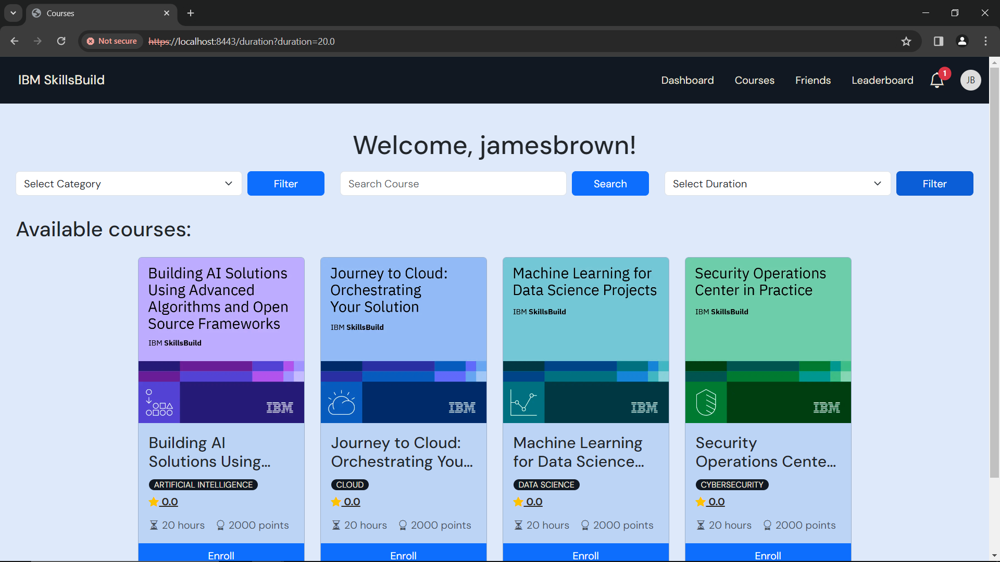 Courses
Not secure https://localhost:8443/duration?duration=20.0
IBM SkillsBuild
Dashboard Courses Friends Leaderboard 1 JB
Welcome, jamesbrown!
Select Category Filter Search Course Search Select Duration Filter
Available courses:
Building AI Solutions
Using Advanced
Algorithms and Open
Source Frameworks
IBM SkillsBuild
IBM
Building AI
Solutions Using...
ARTIFICIAL INTELLIGENCE
0.0
20 hours 2000 points
Enroll
Journey to Cloud:
Orchestrating
Your Solution
IBM SkillsBuild
IBM
Journey to Cloud:
Orchestrating You...
CLOUD
0.0
20 hours 2000 points
Enroll
Machine Learning for
Data Science Projects
IBM SkillsBuild
IBM
Machine Learning
for Data Science...
DATA SCIENCE
0.0
20 hours 2000 points
Enroll
Security Operations
Center in Practice
IBM SkillsBuild
IBM
Security
Operations Cente...
CYBERSECURITY
0.0
20 hours 2000 points
Enroll